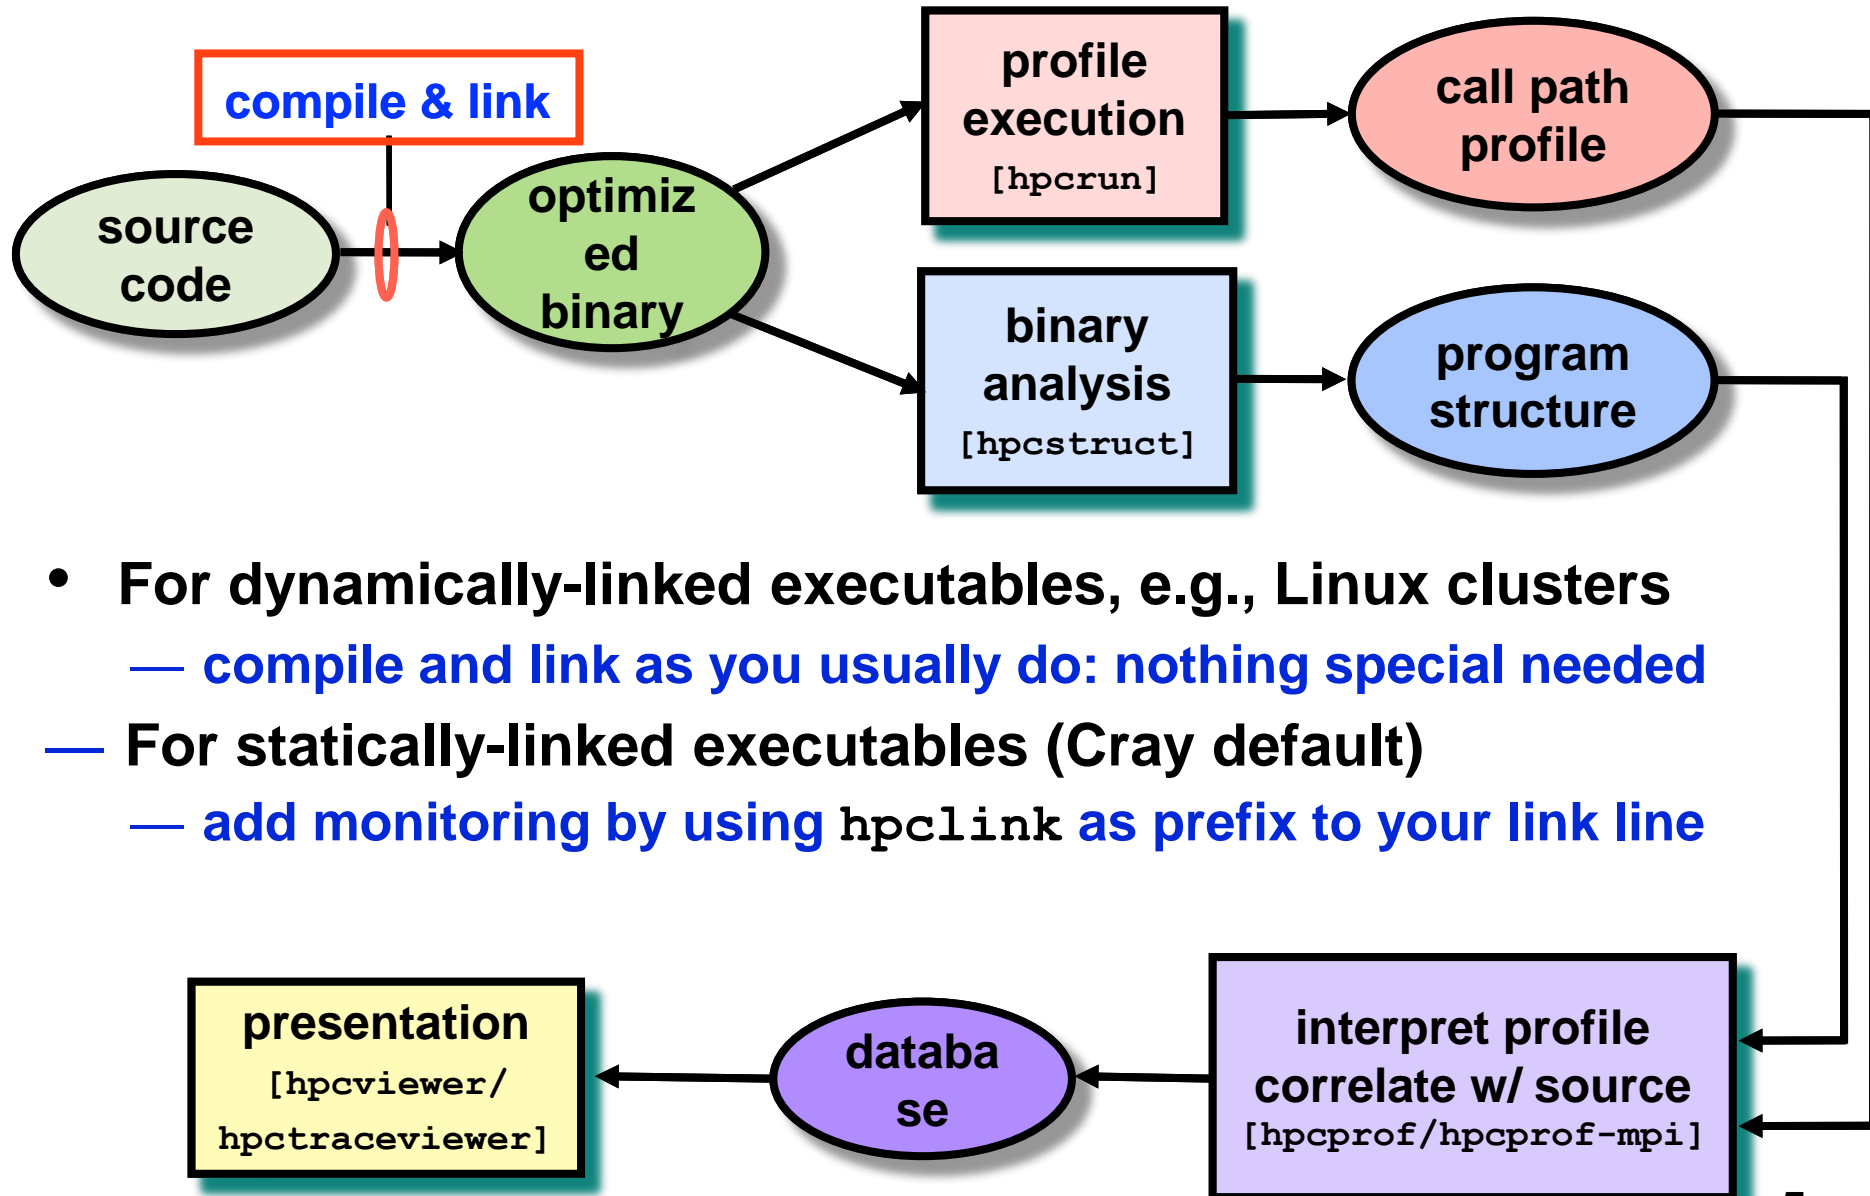 compile & link
source
code
optimiz
ed
binary
profile
execution
[hpcrun]
call path
profile
binary
analysis
[hpcstruct]
program
structure
• For dynamically-linked executables, e.g., Linux clusters
— compile and link as you usually do: nothing special needed
— For statically-linked executables (Cray default)
— add monitoring by using hpclink as prefix to your link line
presentation
[hpcviewer/
hpctraceviewer]
databa
se
interpret profile
correlate w/ source
[hpcprof/hpcprof-mpi]